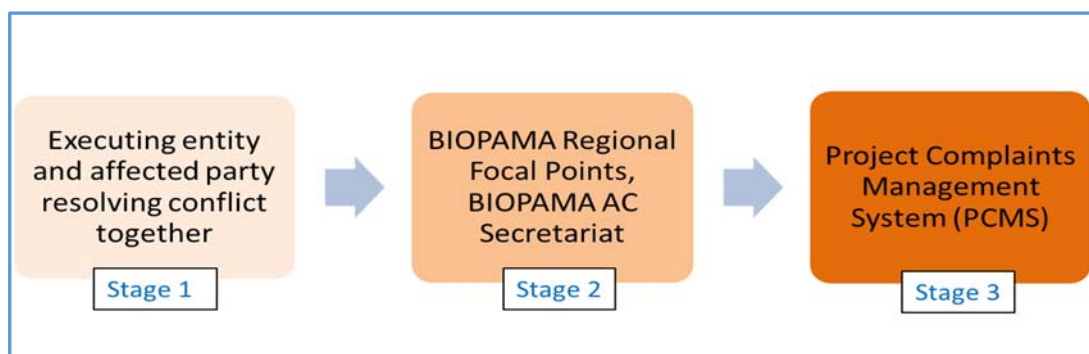 Executing entity
and affected party
resolving conflict
together
Stage 1
BIOPAMA Regional
Focal Points,
BIOPAMA AC
Secretariat
Stage 2
Project Complaints
Management
System (PCMS)
Stage 3